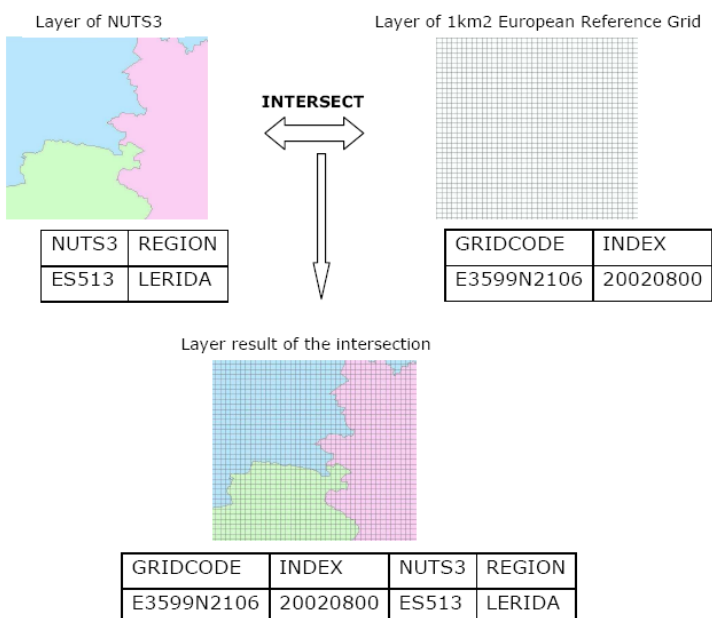 Layer of NUTS3
Layer of 1km2 European Reference Grid
INTERSECT
NUTS3 REGION
ES513 LERIDA
GRIDCODE INDEX
E3599N2106 20020800
Layer result of the intersection
GRIDCODE INDEX NUTS3 REGION
E3599N2106 20020800 ES513 LERIDA